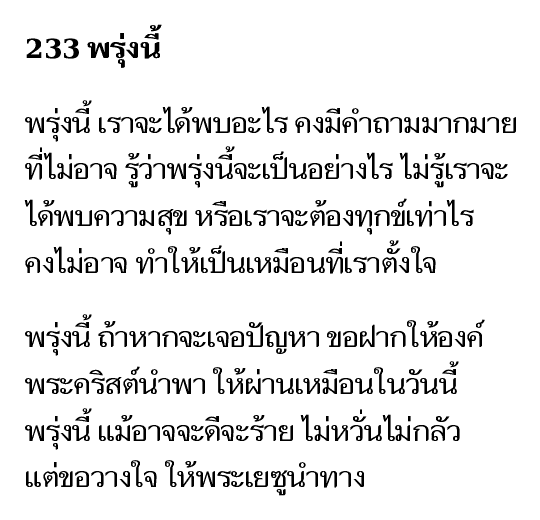 233 พรุ่งนี้
พรุ่งนี้ เราจะได้พบอะไร คงมีคำถามมากมาย
ที่ไม่อาจ รู้ว่าพรุ่งนี้จะเป็นอย่างไร ไม่รู้เราจะ
ได้พบความสุข หรือเราจะต้องทุกข์เท่าไร
คงไม่อาจ ทำให้เป็นเหมือนที่เราตั้งใจ
พรุ่งนี้ ถ้าหากจะเจอปัญหา ขอฝากให้องค์
พระคริสต์นำพา ให้ผ่านเหมือนในวันนี้
พรุ่งนี้ แม้อาจจะดีจะร้าย ไม่หวั่นไม่กลัว
แต่ขอวางใจ ให้พระเยซูนำทาง